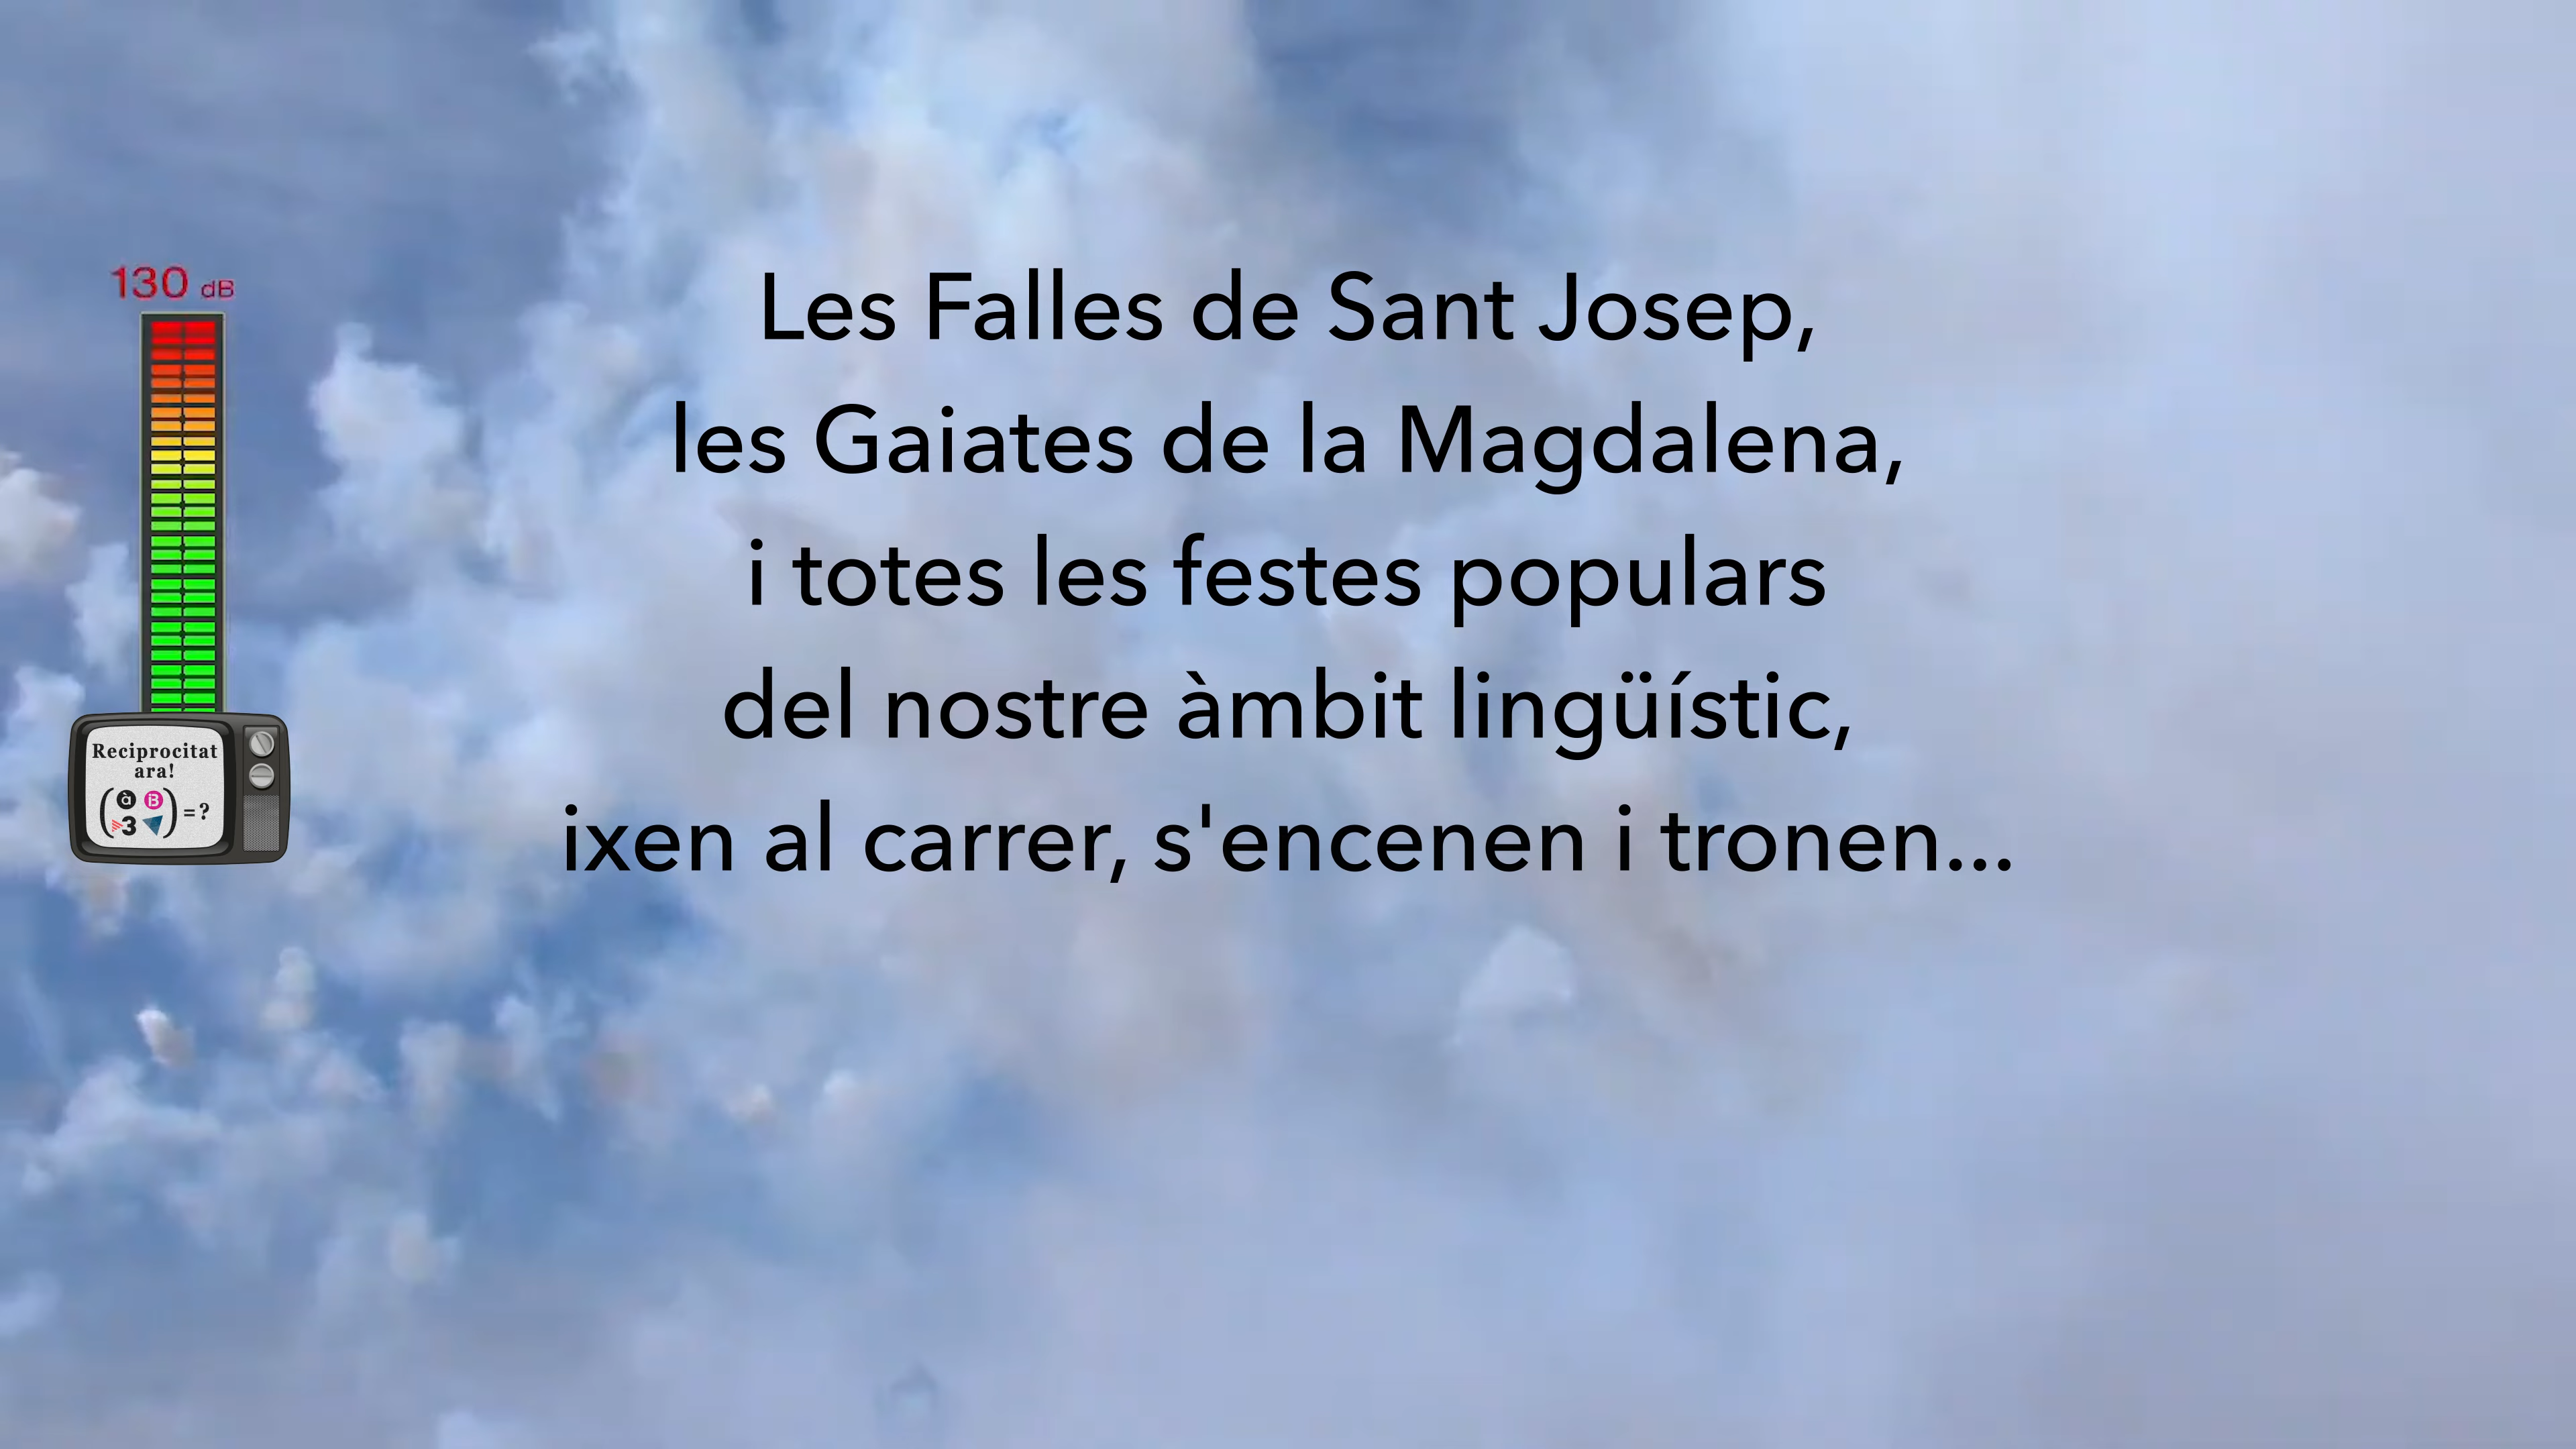 130 dB
Les Falles de Sant Josep,
les Gaiates de la Magdalena,
i totes les festes populars
del nostre àmbit lingüístic,
ixen al carrer, s'encenen i tronen...
Reciprocitat
ara!
à B
3
=?